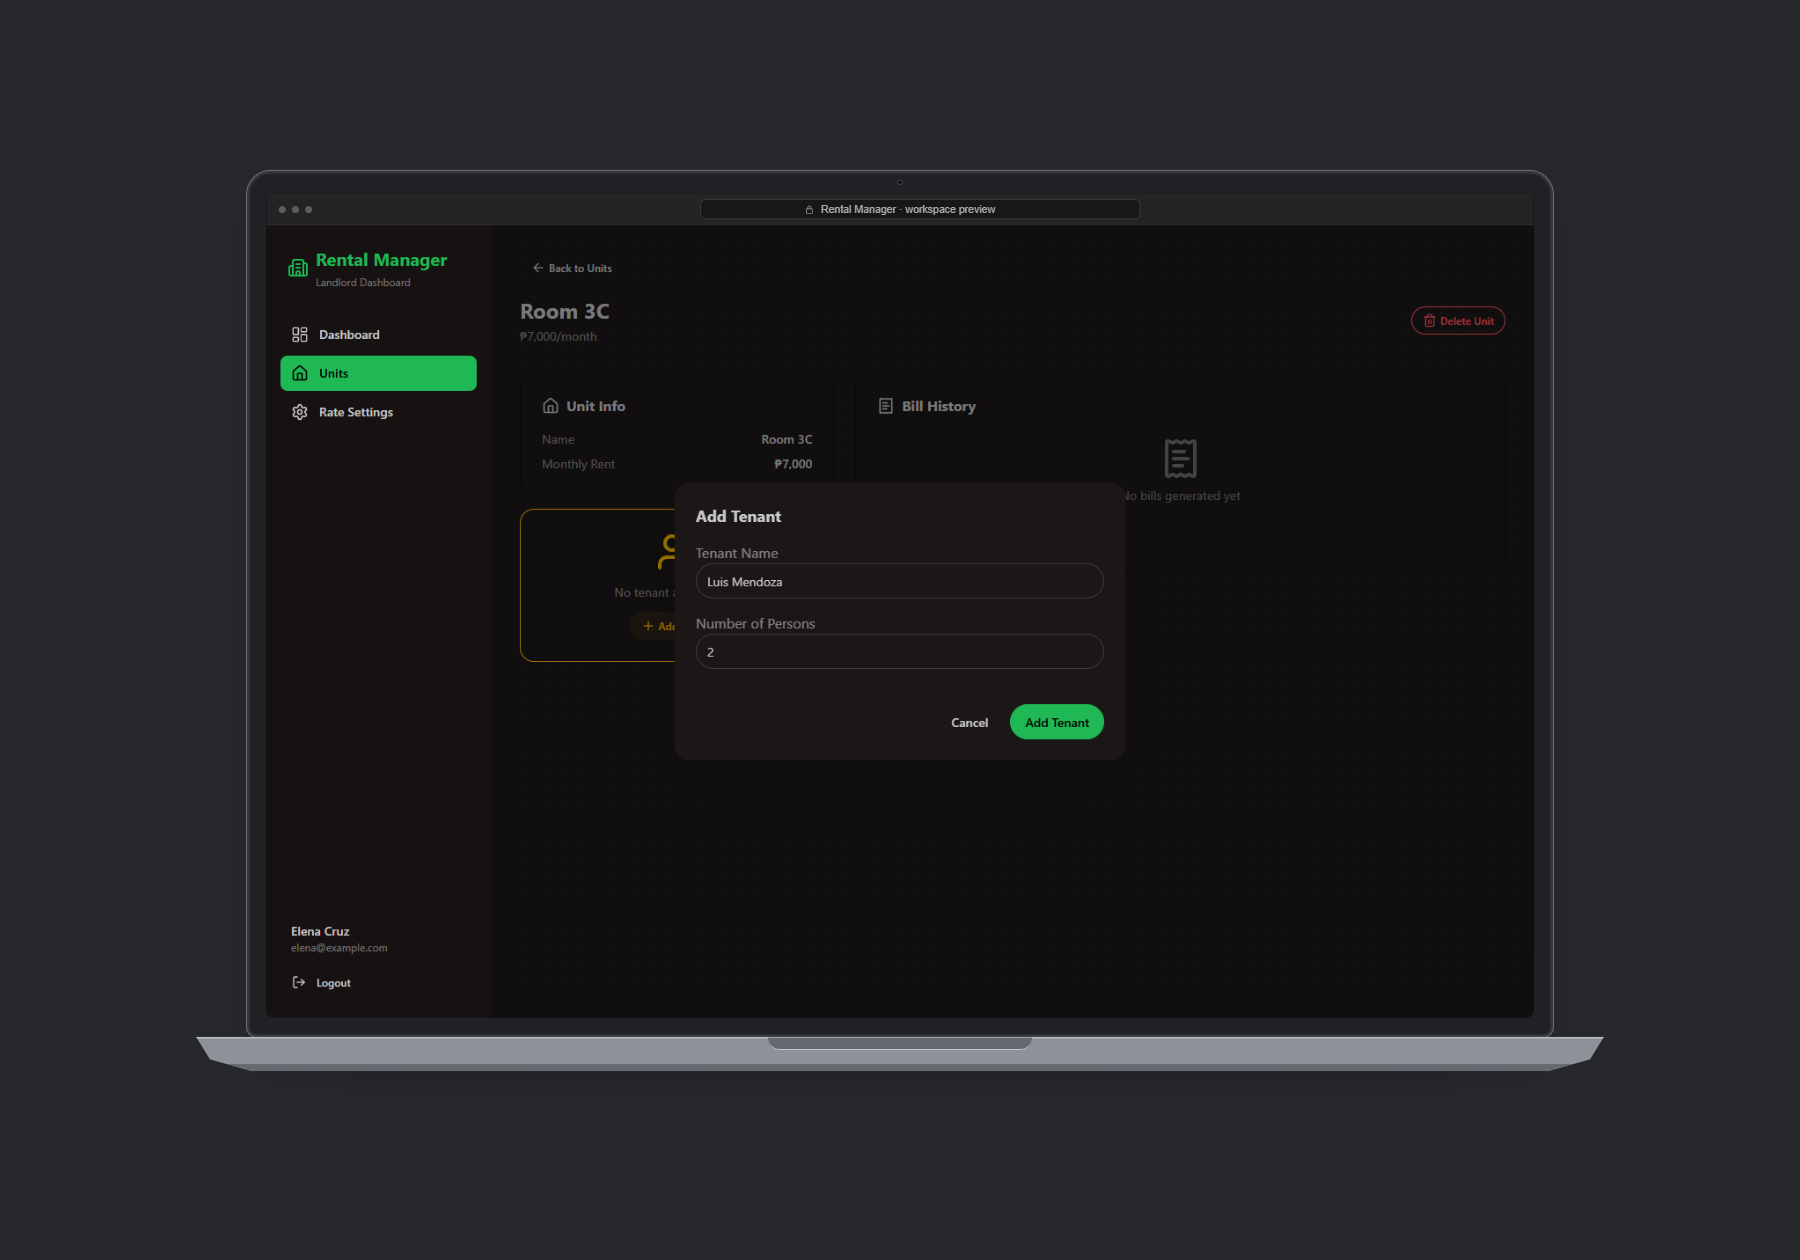 Rental Manager · workspace preview
Rental Manager
Landlord Dashboard
Dashboard
Units
Rate Settings
Elena Cruz
elena@example.com
Logout
Back to Units
Room 3C
₱7,000/month
Delete Unit
Unit Info
Name
Room 3C
Monthly Rent
₱7,000
Bill History
No bills generated yet
No tenant
Add Tenant
Tenant Name
Luis Mendoza
Number of Persons
2
Cancel
Add Tenant